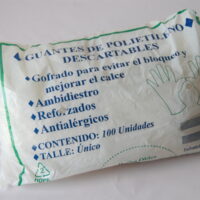 GUANTES DE POLIETILENO
DESCARTABLES
Gofrado para evitar el bloqueo y
mejorar el calce
Ambidiestro
Reforzados
Antialérgicos
CONTENIDO: 100 Unidades
TALLE: Único